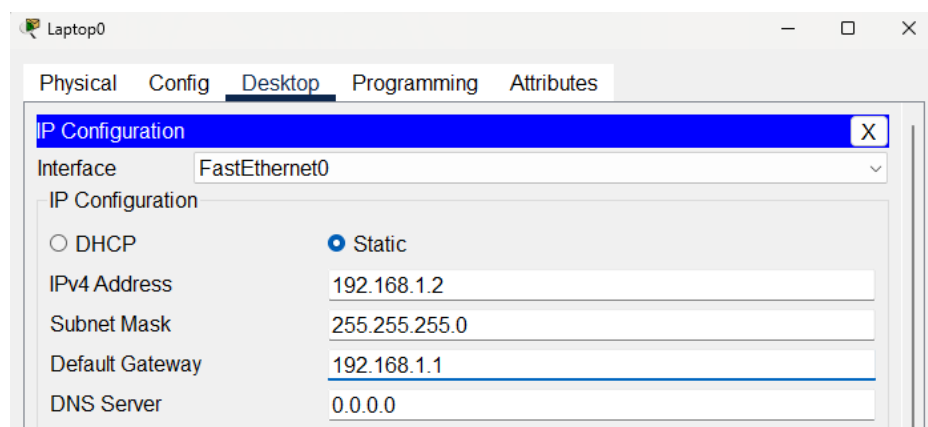 Laptop0
Physical Config Desktop Programming Attributes
IP Configuration X
Interface FastEthernet0
IP Configuration
DHCP Static
IPv4 Address 192.168.1.2
Subnet Mask 255.255.255.0
Default Gateway 192.168.1.1
DNS Server 0.0.0.0